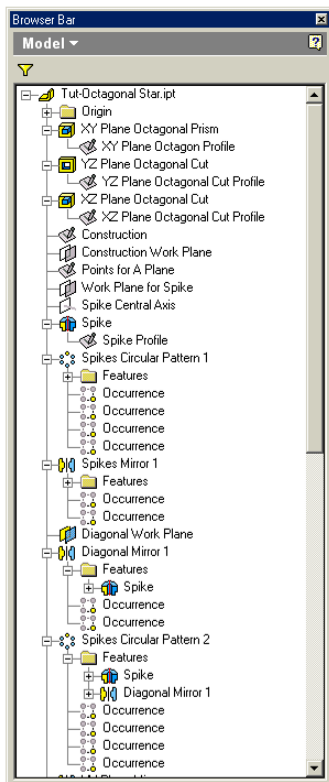 Browser Bar
Model
Tut-Octagonal Star.ipt
Origin
XY Plane Octagonal Prism
XY Plane Octagon Profile
YZ Plane Octagonal Cut
YZ Plane Octagonal Cut Profile
XZ Plane Octagonal Cut
XZ Plane Octagonal Cut Profile
Construction
Construction Work Plane
Points for A Plane
Work Plane for Spike
Spike Central Axis
Spike
Spike Profile
Spikes Circular Pattern 1
Features
Occurrence
Occurrence
Occurrence
Occurrence
Spikes Mirror 1
Features
Occurrence
Occurrence
Diagonal Work Plane
Diagonal Mirror 1
Features
Spike
Occurrence
Occurrence
Spikes Circular Pattern 2
Features
Spike
Diagonal Mirror 1
Occurrence
Occurrence
Occurrence
Occurrence